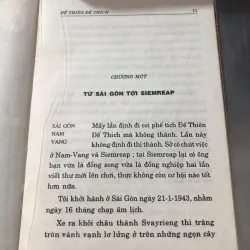 ĐẾ THIÊN ĐẾ THÍCH
11
CHƯƠNG MỘT
TỪ SÀI GÒN TỚI SIEMREAP
SÀI GÒN Mấy lần định đi coi phế tích Đế Thiên
NAM Đế Thích mà không thành. Lần này
VANG không định đi thì thành. Sở có chút việc
ở Nam-Vang và Siemreap ; tại Siemreap lại có ông
bạn vừa là đồng song vừa là đồng nghiệp hai lần
viết thư mời lên chơi, thực không còn cơ hội nào tốt
hơn nữa.
Tôi khởi hành ở Sài Gòn ngày 21-1-1943, nhằm
ngày 16 tháng chạp âm lịch.
Xe ra khỏi châu thành Svayrieng thì trăng
tròn vành vạnh lơ lửng ở trên những ngọn cây